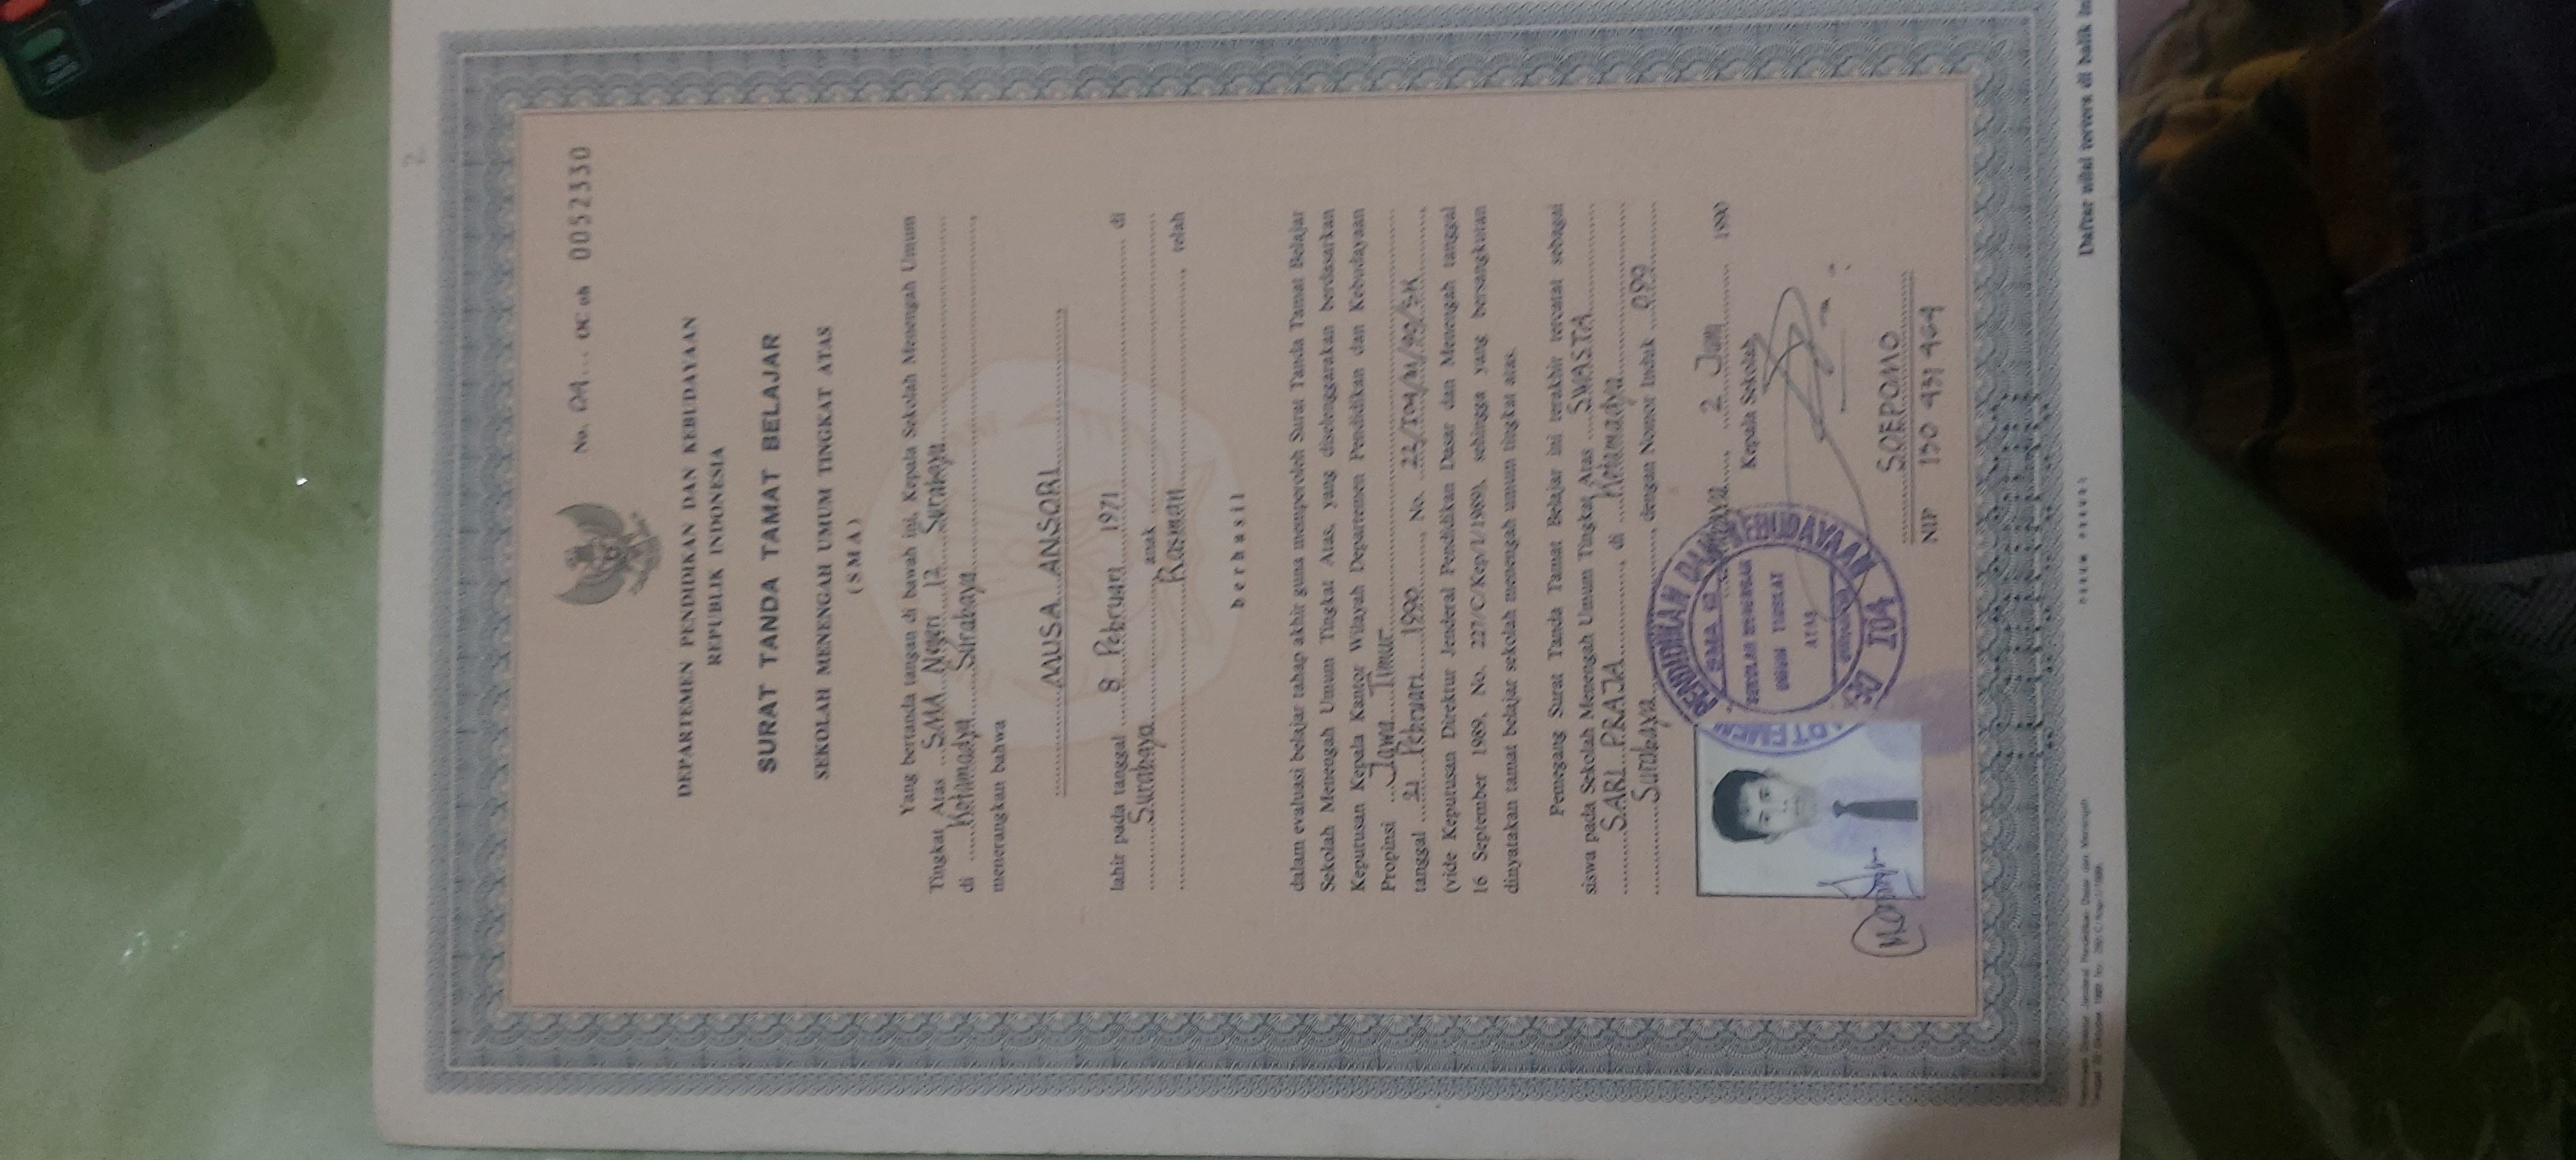 No. 04... OC oh 0052330
DEPARTEMEN PENDIDIKAN DAN KEBUDAYAAN
REPUBLIK INDONESIA
SURAT TANDA TAMAT BELAJAR
SEKOLAH MENENGAH UMUM TINGKAT ATAS
(SMA)
Yang bertanda tangan di bawah ini, Kepala Sekolah Menengah Umum
Tingkat Atas SMA Negeri 12 Surabaya
di Kotamadya Surabaya,
menerangkan bahwa
MUSA ANSORI,
lahir pada tanggal 8 Pebruari 1971 di
Surabaya, anak
Rasman, telah
berhasil
dalam evaluasi belajar tahap akhir guna memperoleh Surat Tanda Tamat Belajar
Sekolah Menengah Umum Tingkat Atas, yang diselenggarakan berdasarkan
Keputusan Kepala Kantor Wilayah Departemen Pendidikan dan Kebudayaan
Propinsi Jawa Timur
tanggal 21 Pebruari 1990, No. 22/I04/M/90/SK,
(vide Keputusan Direktur Jenderal Pendidikan Dasar dan Menengah tanggal
16 September 1989, No. 227/C/Kep/I/1989), sehingga yang bersangkutan
dinyatakan tamat belajar sekolah menengah umum tingkat atas.
Pemegang Surat Tanda Tamat Belajar ini terakhir tercatat sebagai
siswa pada Sekolah Menengah Umum Tingkat Atas SWASTA
SARI PRAJA, di Kotamadya
Surabaya, dengan Nomor Induk 099
2 Juni 1990
Kepala Sekolah,
PENDIDIKAN DAN KEBUDAYAAN
SMA 12
SEKOLAH MENENGAH
UMUM TINGKAT
ATAS
I04
SOEPOMO
NIP 130 431 464
Direktur Jenderal Pendidikan Dasar dan Menengah
PERUM PERURI
Daftar nilai tertera di balik in